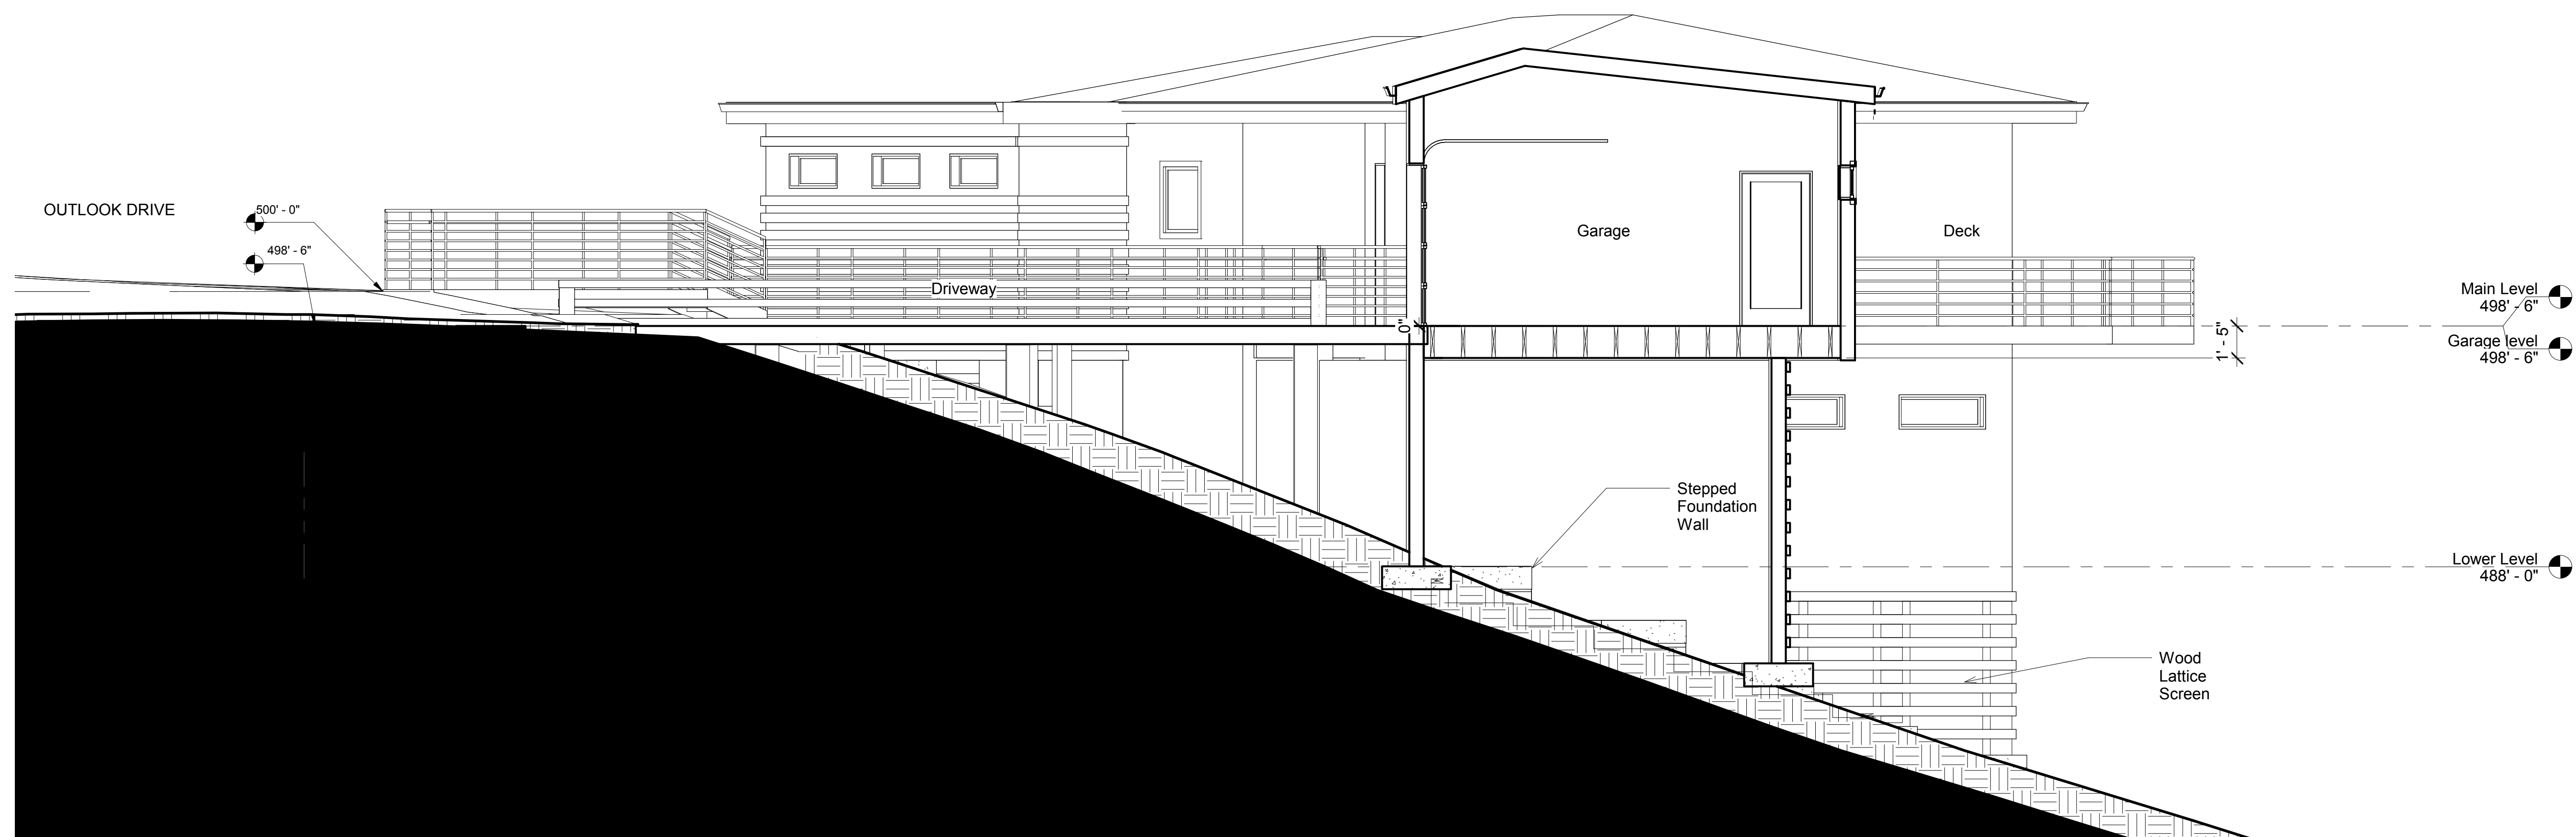 OUTLOOK DRIVE
500' - 0"
498' - 6"
Driveway
Garage
Deck
0"
1' - 5"
Main Level
498' - 6"
Garage level
498' - 6"
Stepped
Foundation
Wall
Lower Level
488' - 0"
Wood
Lattice
Screen